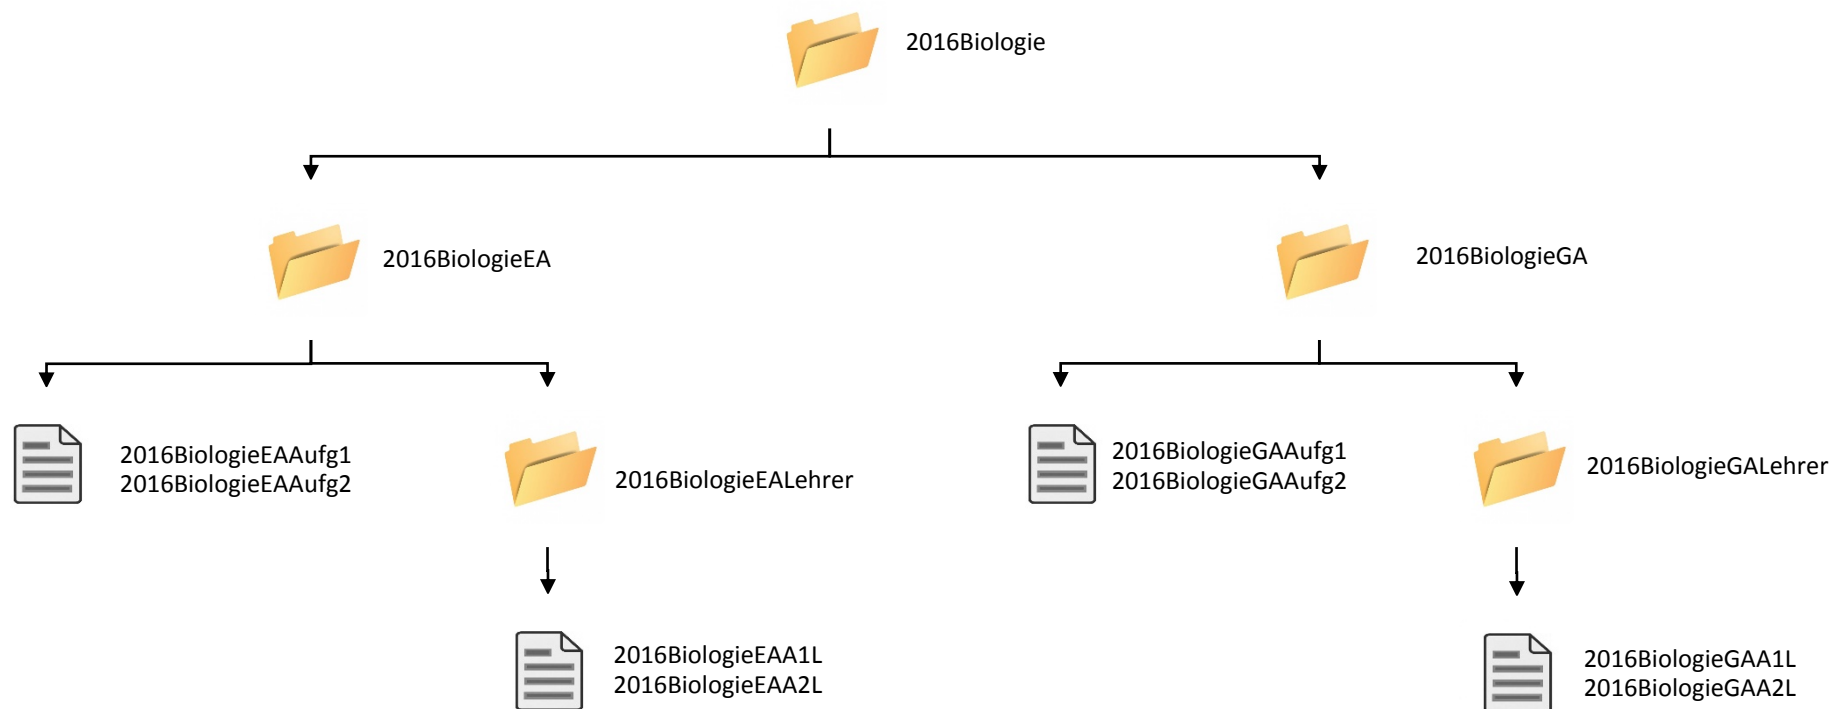 2016Biologie
2016BiologieEA
2016BiologieGA
2016BiologieEAAufg1
2016BiologieEAAufg2
2016BiologieEALehrer
2016BiologieGAAufg1
2016BiologieGAAufg2
2016BiologieGALehrer
2016BiologieEAA1L
2016BiologieEAA2L
2016BiologieGAA1L
2016BiologieGAA2L